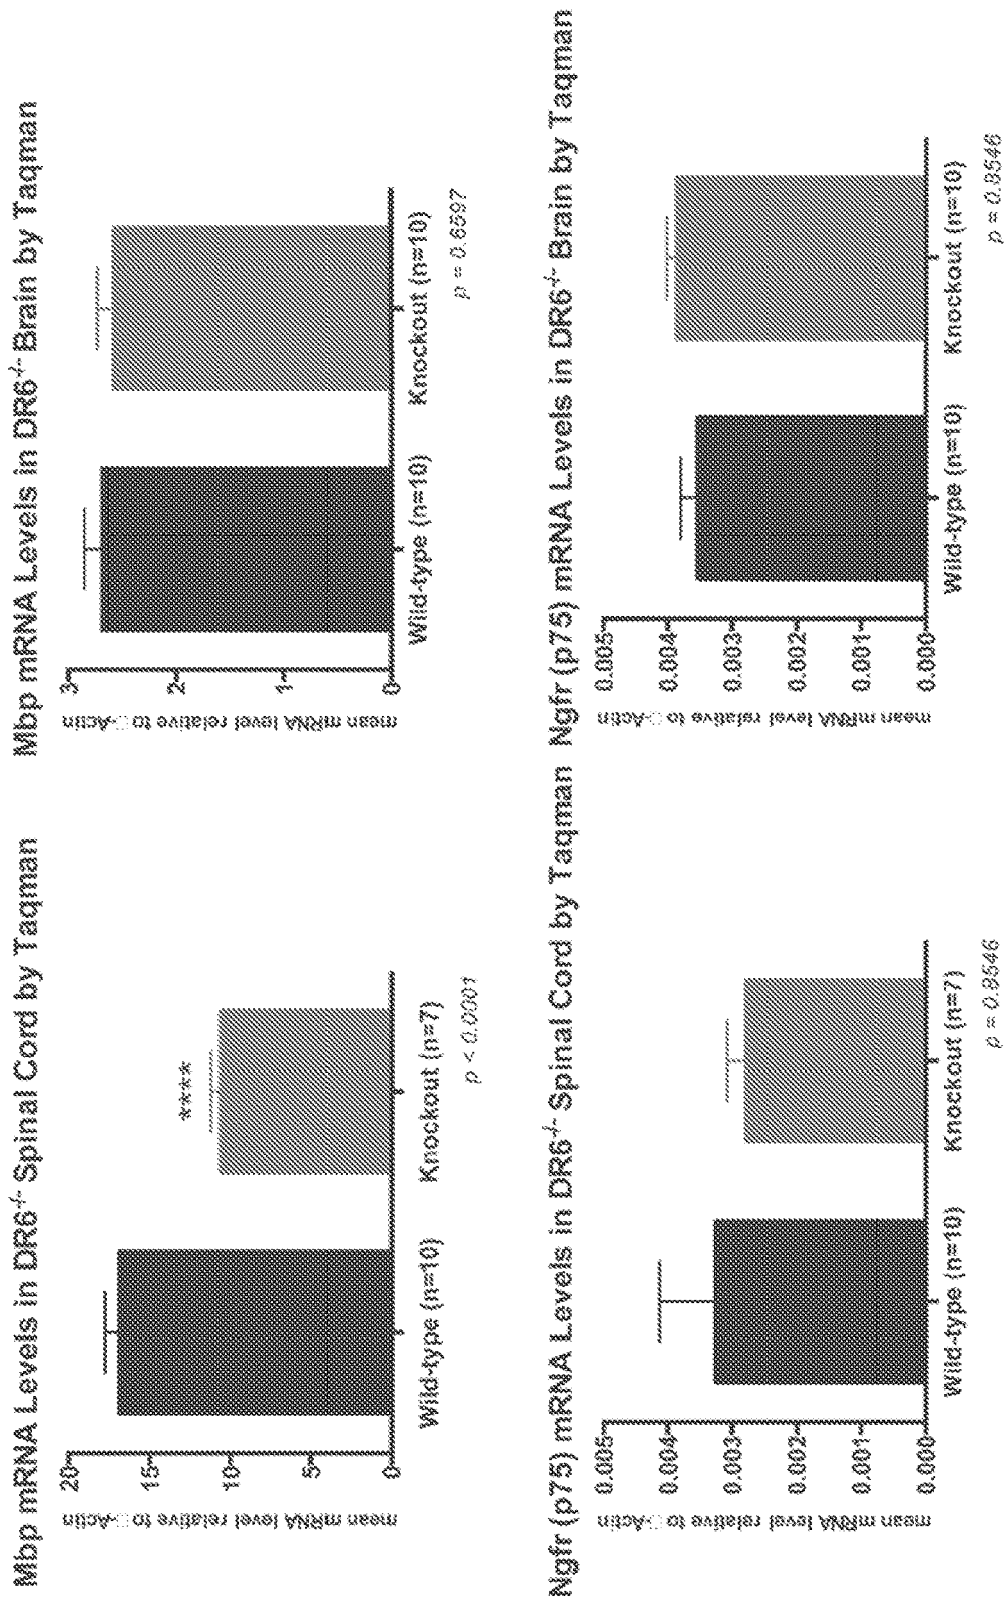 Mbp mRNA Levels in DR6-/- Spinal Cord by Taqman
mean mRNA level relative to □-Actin
20
15
10
5
0
****
Wild-type (n=10)
Knockout (n=7)
p < 0.0001
Mbp mRNA Levels in DR6-/- Brain by Taqman
mean mRNA level relative to □-Actin
3
2
1
0
Wild-type (n=10)
Knockout (n=10)
p = 0.6597
Ngfr (p75) mRNA Levels in DR6-/- Spinal Cord by Taqman
mean mRNA level relative to □-Actin
0.005
0.004
0.003
0.002
0.001
0.000
Wild-type (n=10)
Knockout (n=7)
p = 0.8546
Ngfr (p75) mRNA Levels in DR6-/- Brain by Taqman
mean mRNA level relative to □-Actin
0.005
0.004
0.003
0.002
0.001
0.000
Wild-type (n=10)
Knockout (n=10)
p = 0.8546